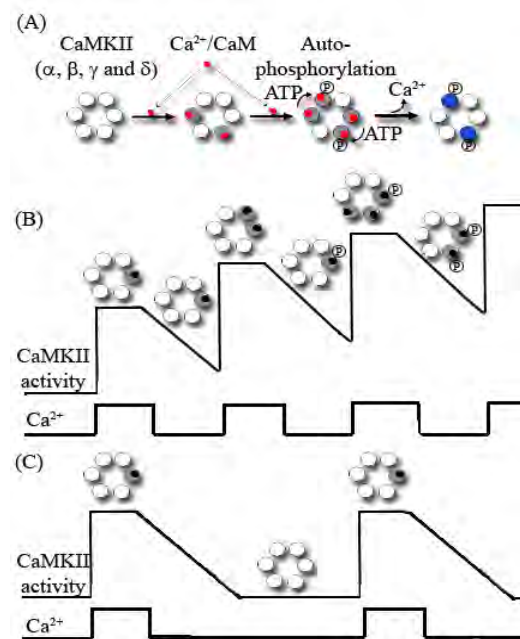 (A)
CaMKII
(α, β, γ and δ)
Ca²⁺/CaM
Auto-
phosphorylation
ATP
P
Ca²⁺
P
ATP
P
P
(B)
P
P
P
P
CaMKII
activity
Ca²⁺
(C)
CaMKII
activity
Ca²⁺